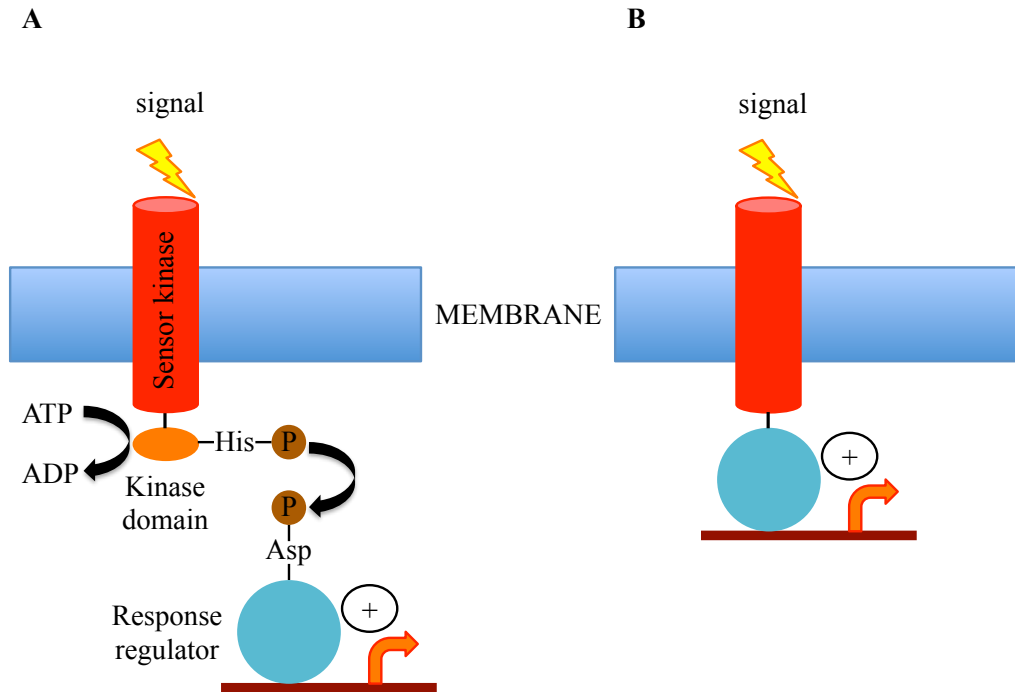 A
B
signal
signal
Sensor kinase
MEMBRANE
ATP
ADP
His
P
Kinase
domain
P
Asp
Response
regulator
+
+